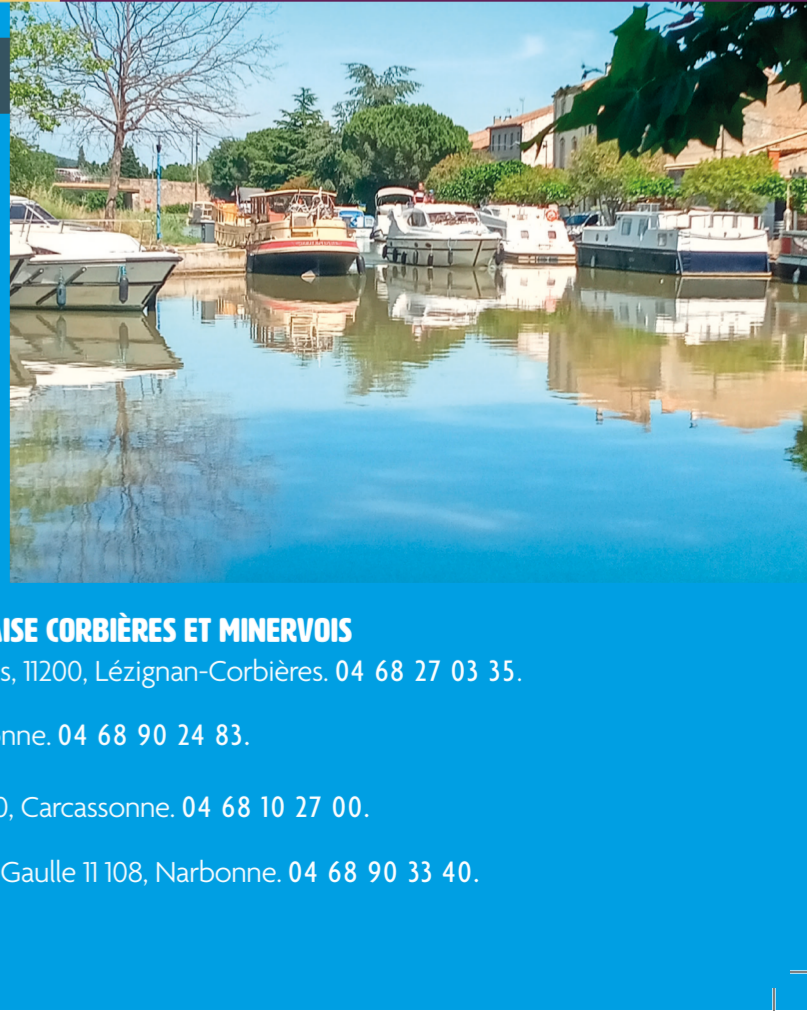 AISE CORBIÈRES ET MINERVOIS
s, 11200, Lézignan-Corbières. 04 68 27 03 35.
onne. 04 68 90 24 83.
0, Carcassonne. 04 68 10 27 00.
Gaulle 11 108, Narbonne. 04 68 90 33 40.